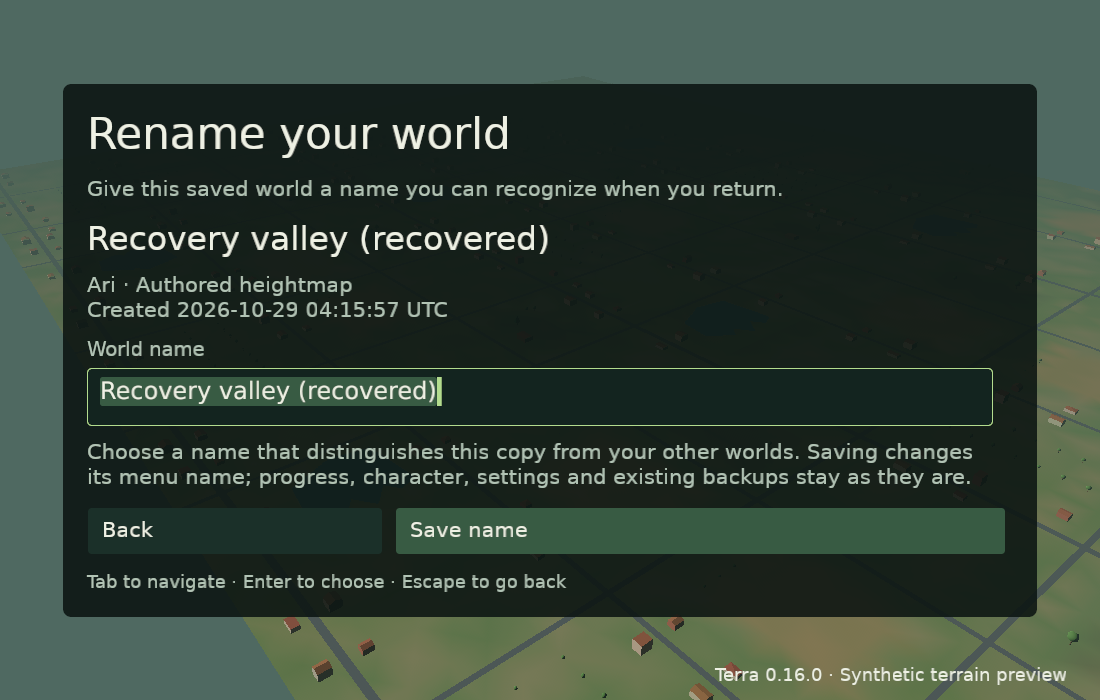 Rename your world
Give this saved world a name you can recognize when you return.
Recovery valley (recovered)
Ari · Authored heightmap
Created 2026-10-29 04:15:57 UTC
World name
Recovery valley (recovered)
Choose a name that distinguishes this copy from your other worlds. Saving changes
its menu name; progress, character, settings and existing backups stay as they are.
Back
Save name
Tab to navigate · Enter to choose · Escape to go back
Terra 0.16.0 · Synthetic terrain preview